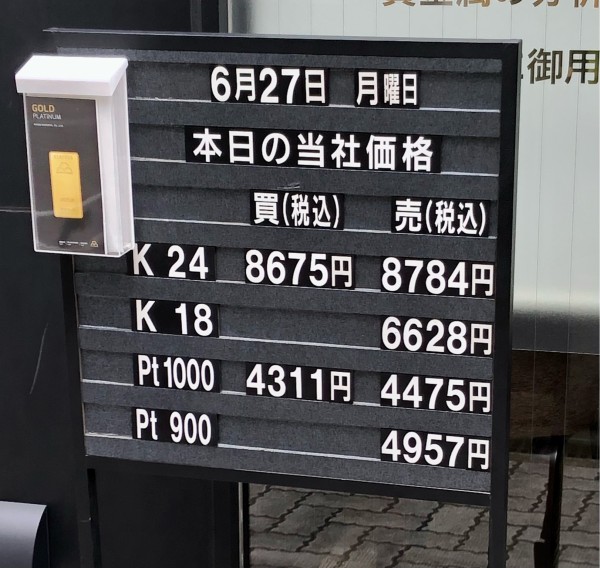 御用
6月27日 月曜日
本日の当社価格
買(税込) 売(税込)
GOLD
PLATINUM
K 24 8675円 8784円
K 18 6628円
Pt1000 4311円 4475円
Pt 900 4957円